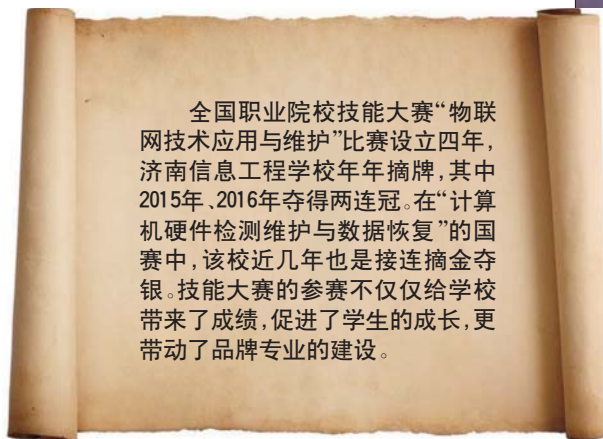 全国职业院校技能大赛“物联
网技术应用与维护”比赛设立四年，
济南信息工程学校年年摘牌，其中
2015年、2016年夺得两连冠。在“计算
机硬件检测维护与数据恢复”的国
赛中，该校近几年也是接连摘金夺
银。技能大赛的参赛不仅仅给学校
带来了成绩，促进了学生的成长，更
带动了品牌专业的建设。